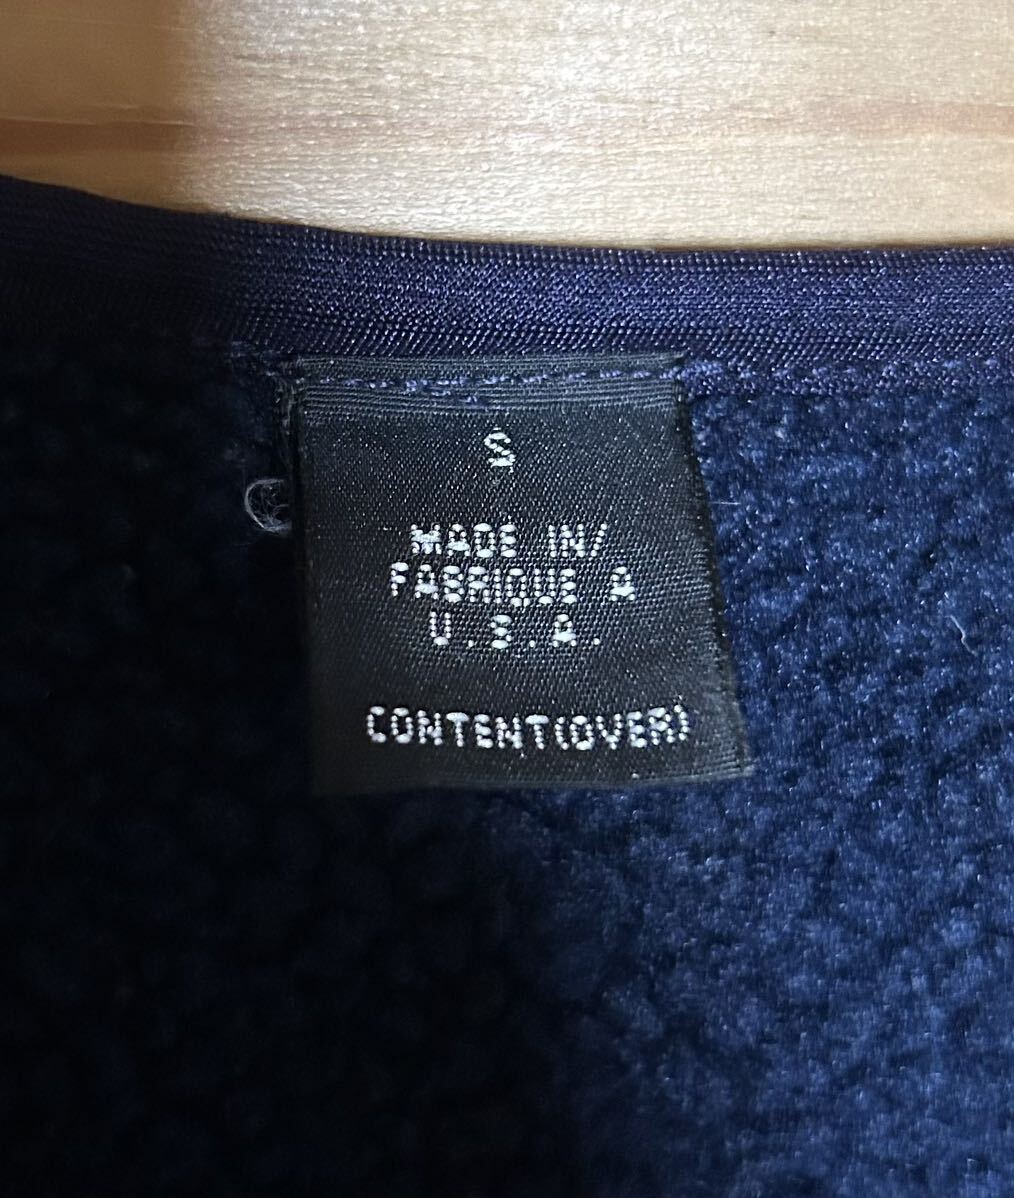 S
MADE IN/
FABRIQUE A
U.S.A.
CONTENT(OVER)